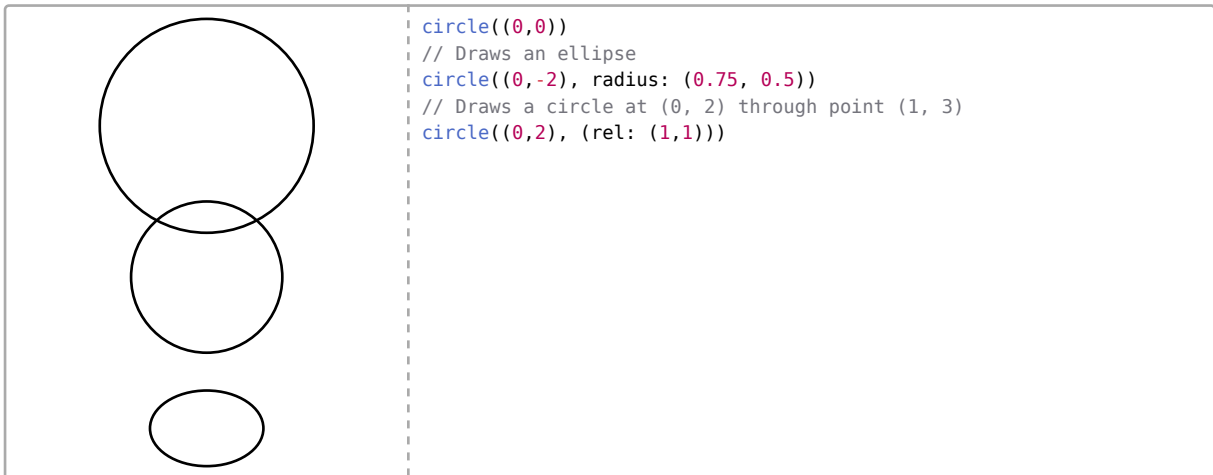 circle((0,0))
// Draws an ellipse
circle((0,-2), radius: (0.75, 0.5))
// Draws a circle at (0, 2) through point (1, 3)
circle((0,2), (rel: (1,1)))